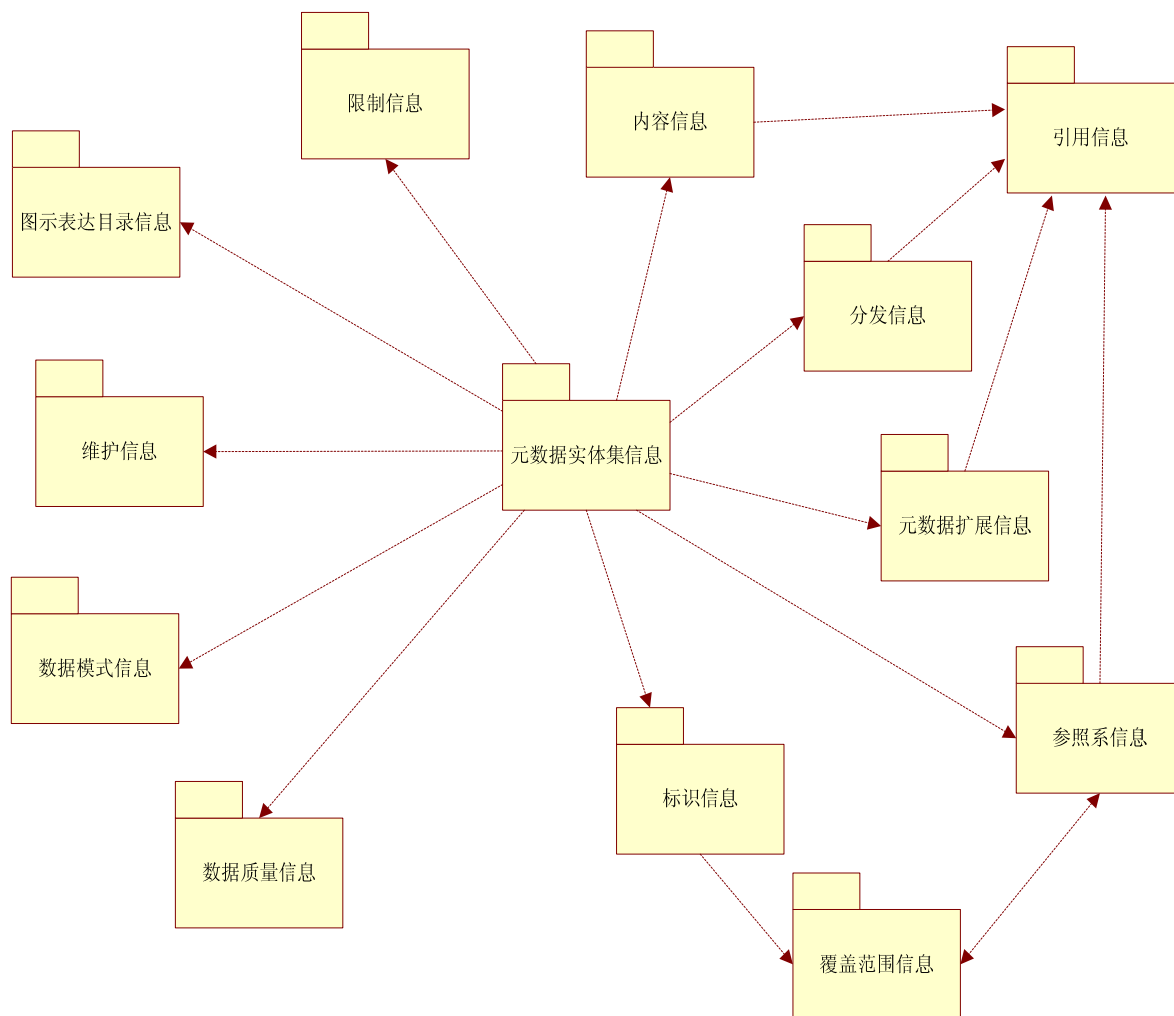 限制信息
内容信息
引用信息
图示表达目录信息
分发信息
维护信息
元数据实体集信息
元数据扩展信息
数据模式信息
参照系信息
标识信息
数据质量信息
覆盖范围信息